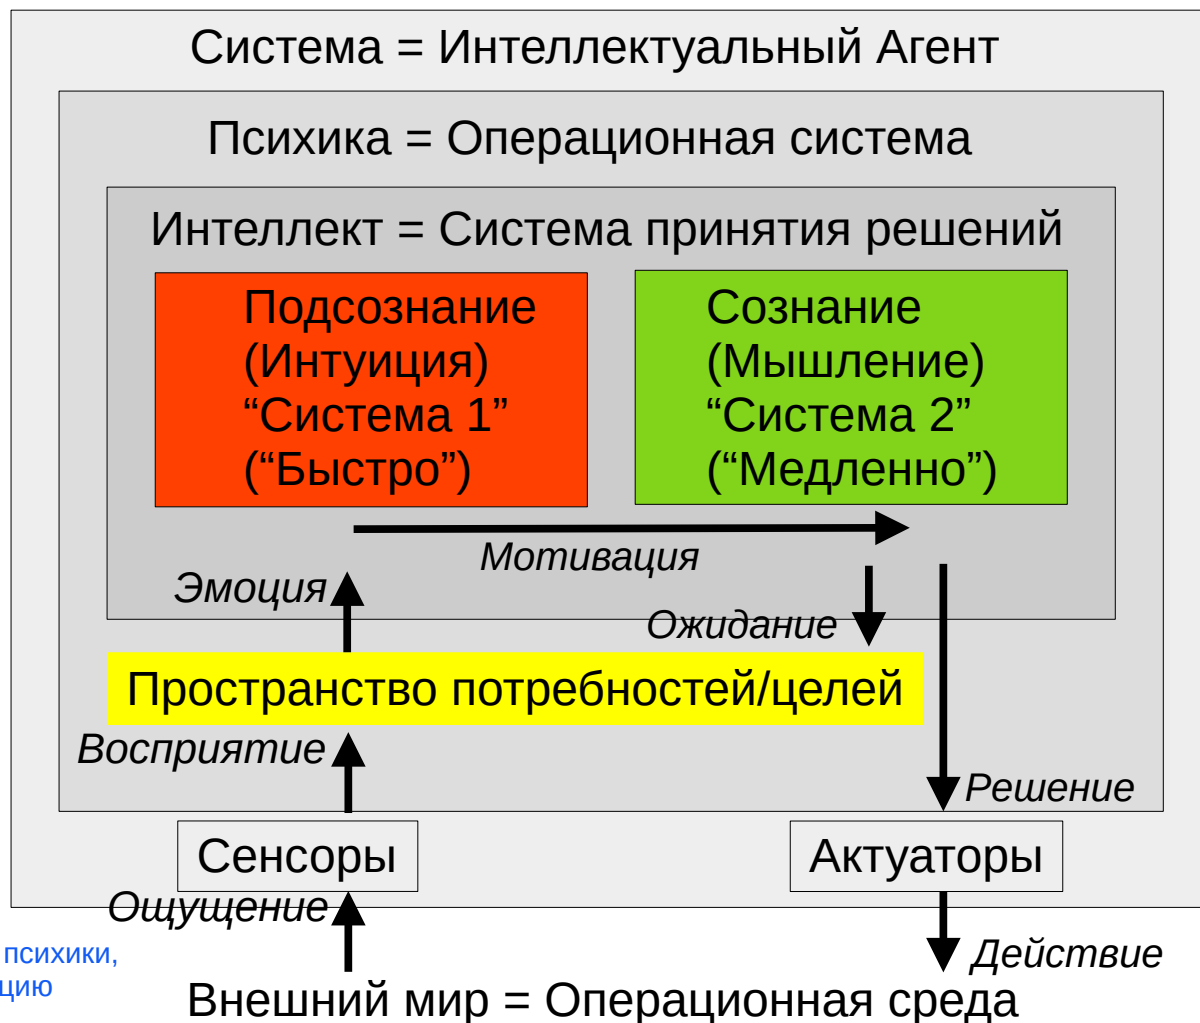 Система = Интеллектуальный Агент
Психика = Операционная система
Интеллект = Система принятия решений
Подсознание
(Интуиция)
“Система 1”
(“Быстро”)
Сознание
(Мышление)
“Система 2”
(“Медленно”)
Мотивация
Эмоция
Ожидание
Пространство потребностей/целей
Восприятие
Решение
Сенсоры
Актуаторы
Ощущение
психики,
Действие
Внешний мир = Операционная среда